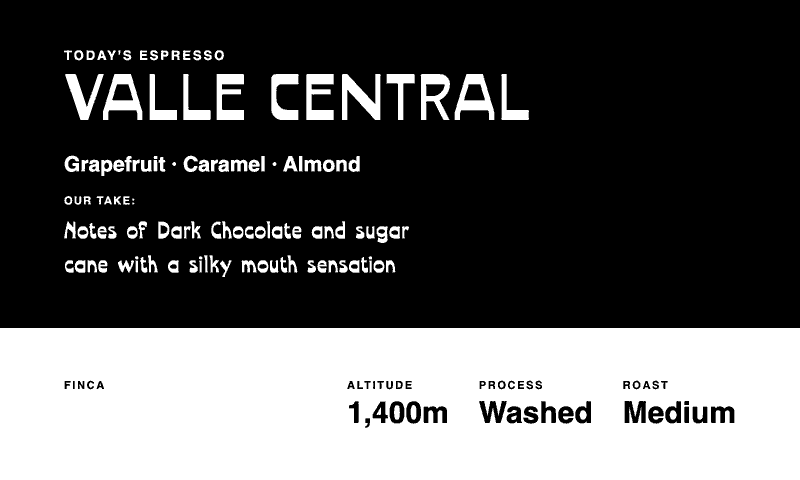 TODAY'S ESPRESSO
VALLE CENTRAL
Grapefruit · Caramel · Almond
OUR TAKE:
Notes of Dark Chocolate and sugar
cane with a silky mouth sensation
FINCA
ALTITUDE
1,400m
PROCESS
Washed
ROAST
Medium